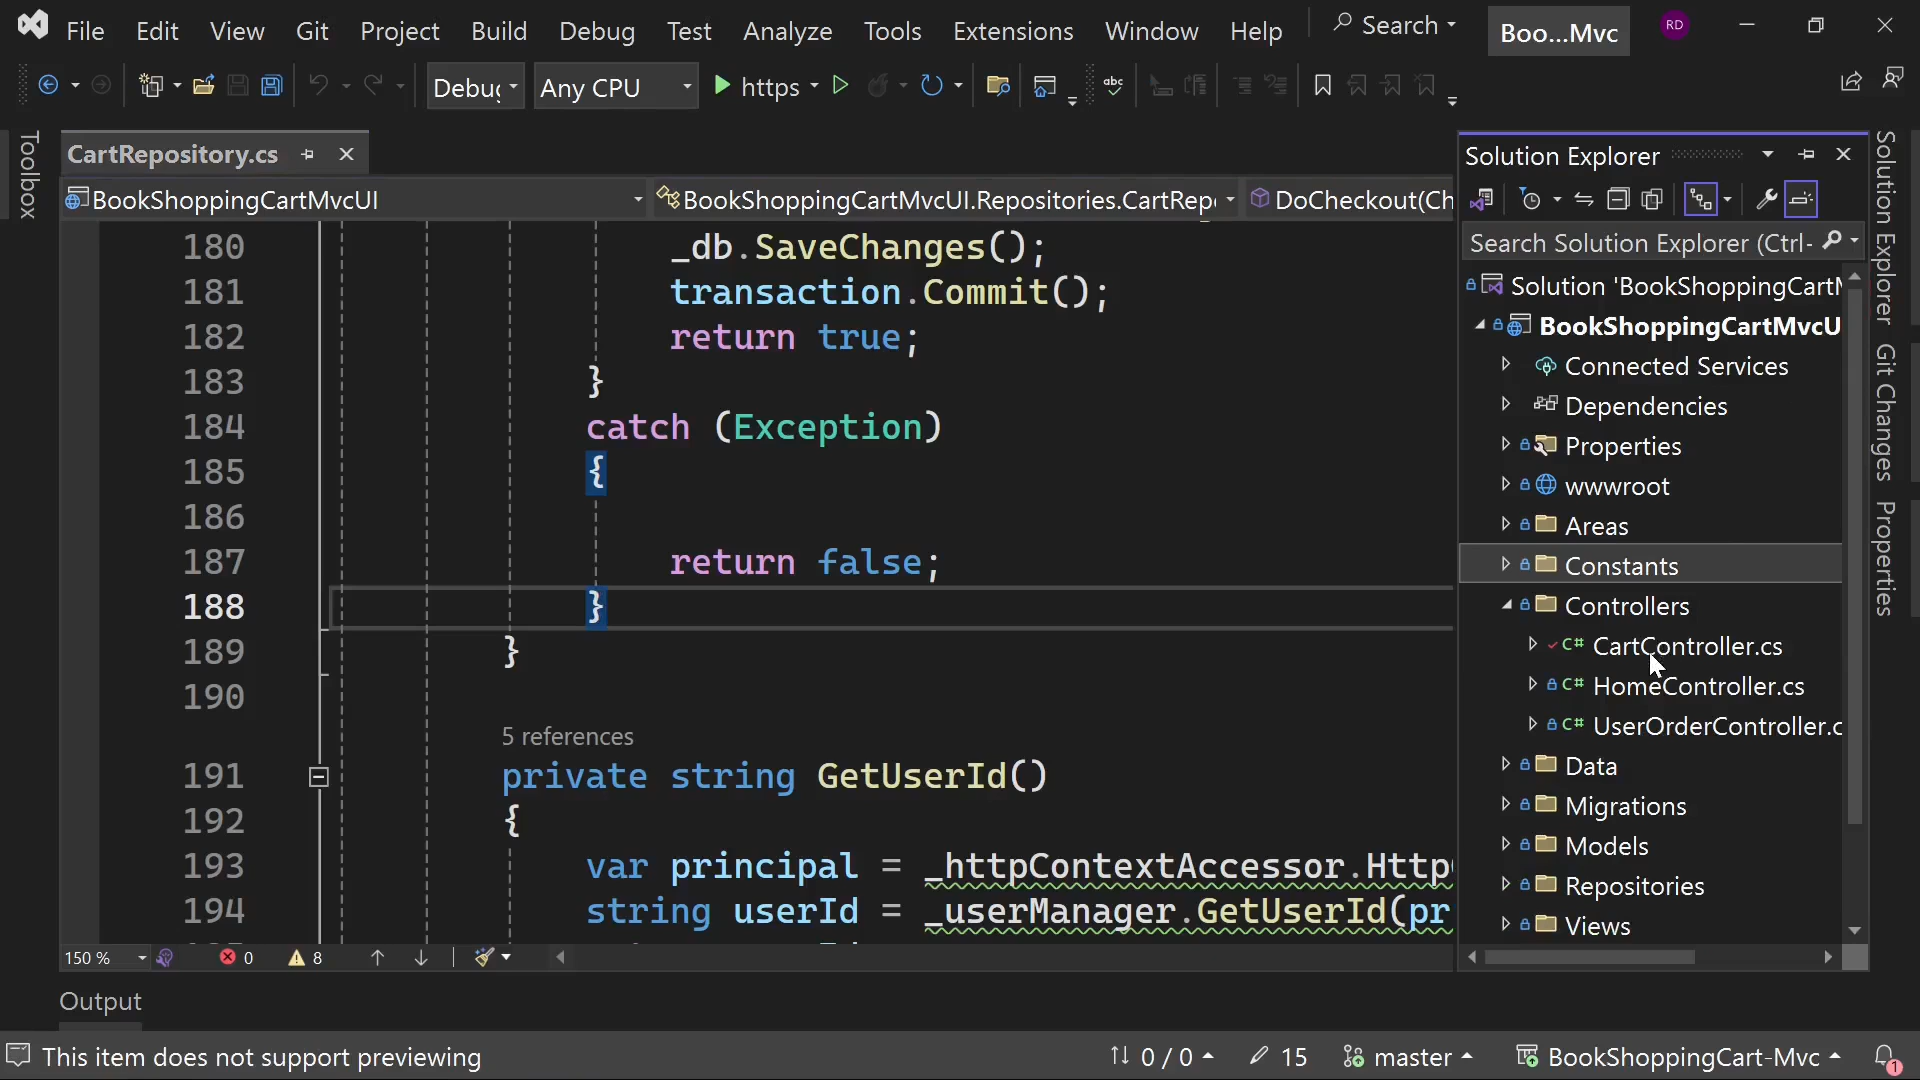 File Edit View Git Project Build Debug Test Analyze Tools Extensions Window Help Search Boo...Mvc RD
Any CPU https abc
Toolbox
CartRepository.cs
BookShoppingCartMvcUI BookShoppingCartMvcUI.Repositories.CartRep DoCheckout(Ch
180 _db.SaveChanges();
181 transaction.Commit();
182 return true;
183 }
184 catch (Exception)
185 {
186
187 return false;
188 }
189 }
190
5 references
191 private string GetUserId()
192 {
193 var principal = _httpContextAccessor.Http
194 string userId = _userManager.GetUserId(pr
150 % 0 8
Solution Explorer
Search Solution Explorer (Ctrl-
Solution 'BookShoppingCart
BookShoppingCartMvcU
Connected Services
Dependencies
Properties
wwwroot
Areas
Constants
Controllers
C# CartController.cs
C# HomeController.cs
C# UserOrderController.c
Data
Migrations
Models
Repositories
Views
Solution Explorer
Git Changes
Properties
Output
This item does not support previewing 0 / 0 15 master BookShoppingCart-Mvc 1